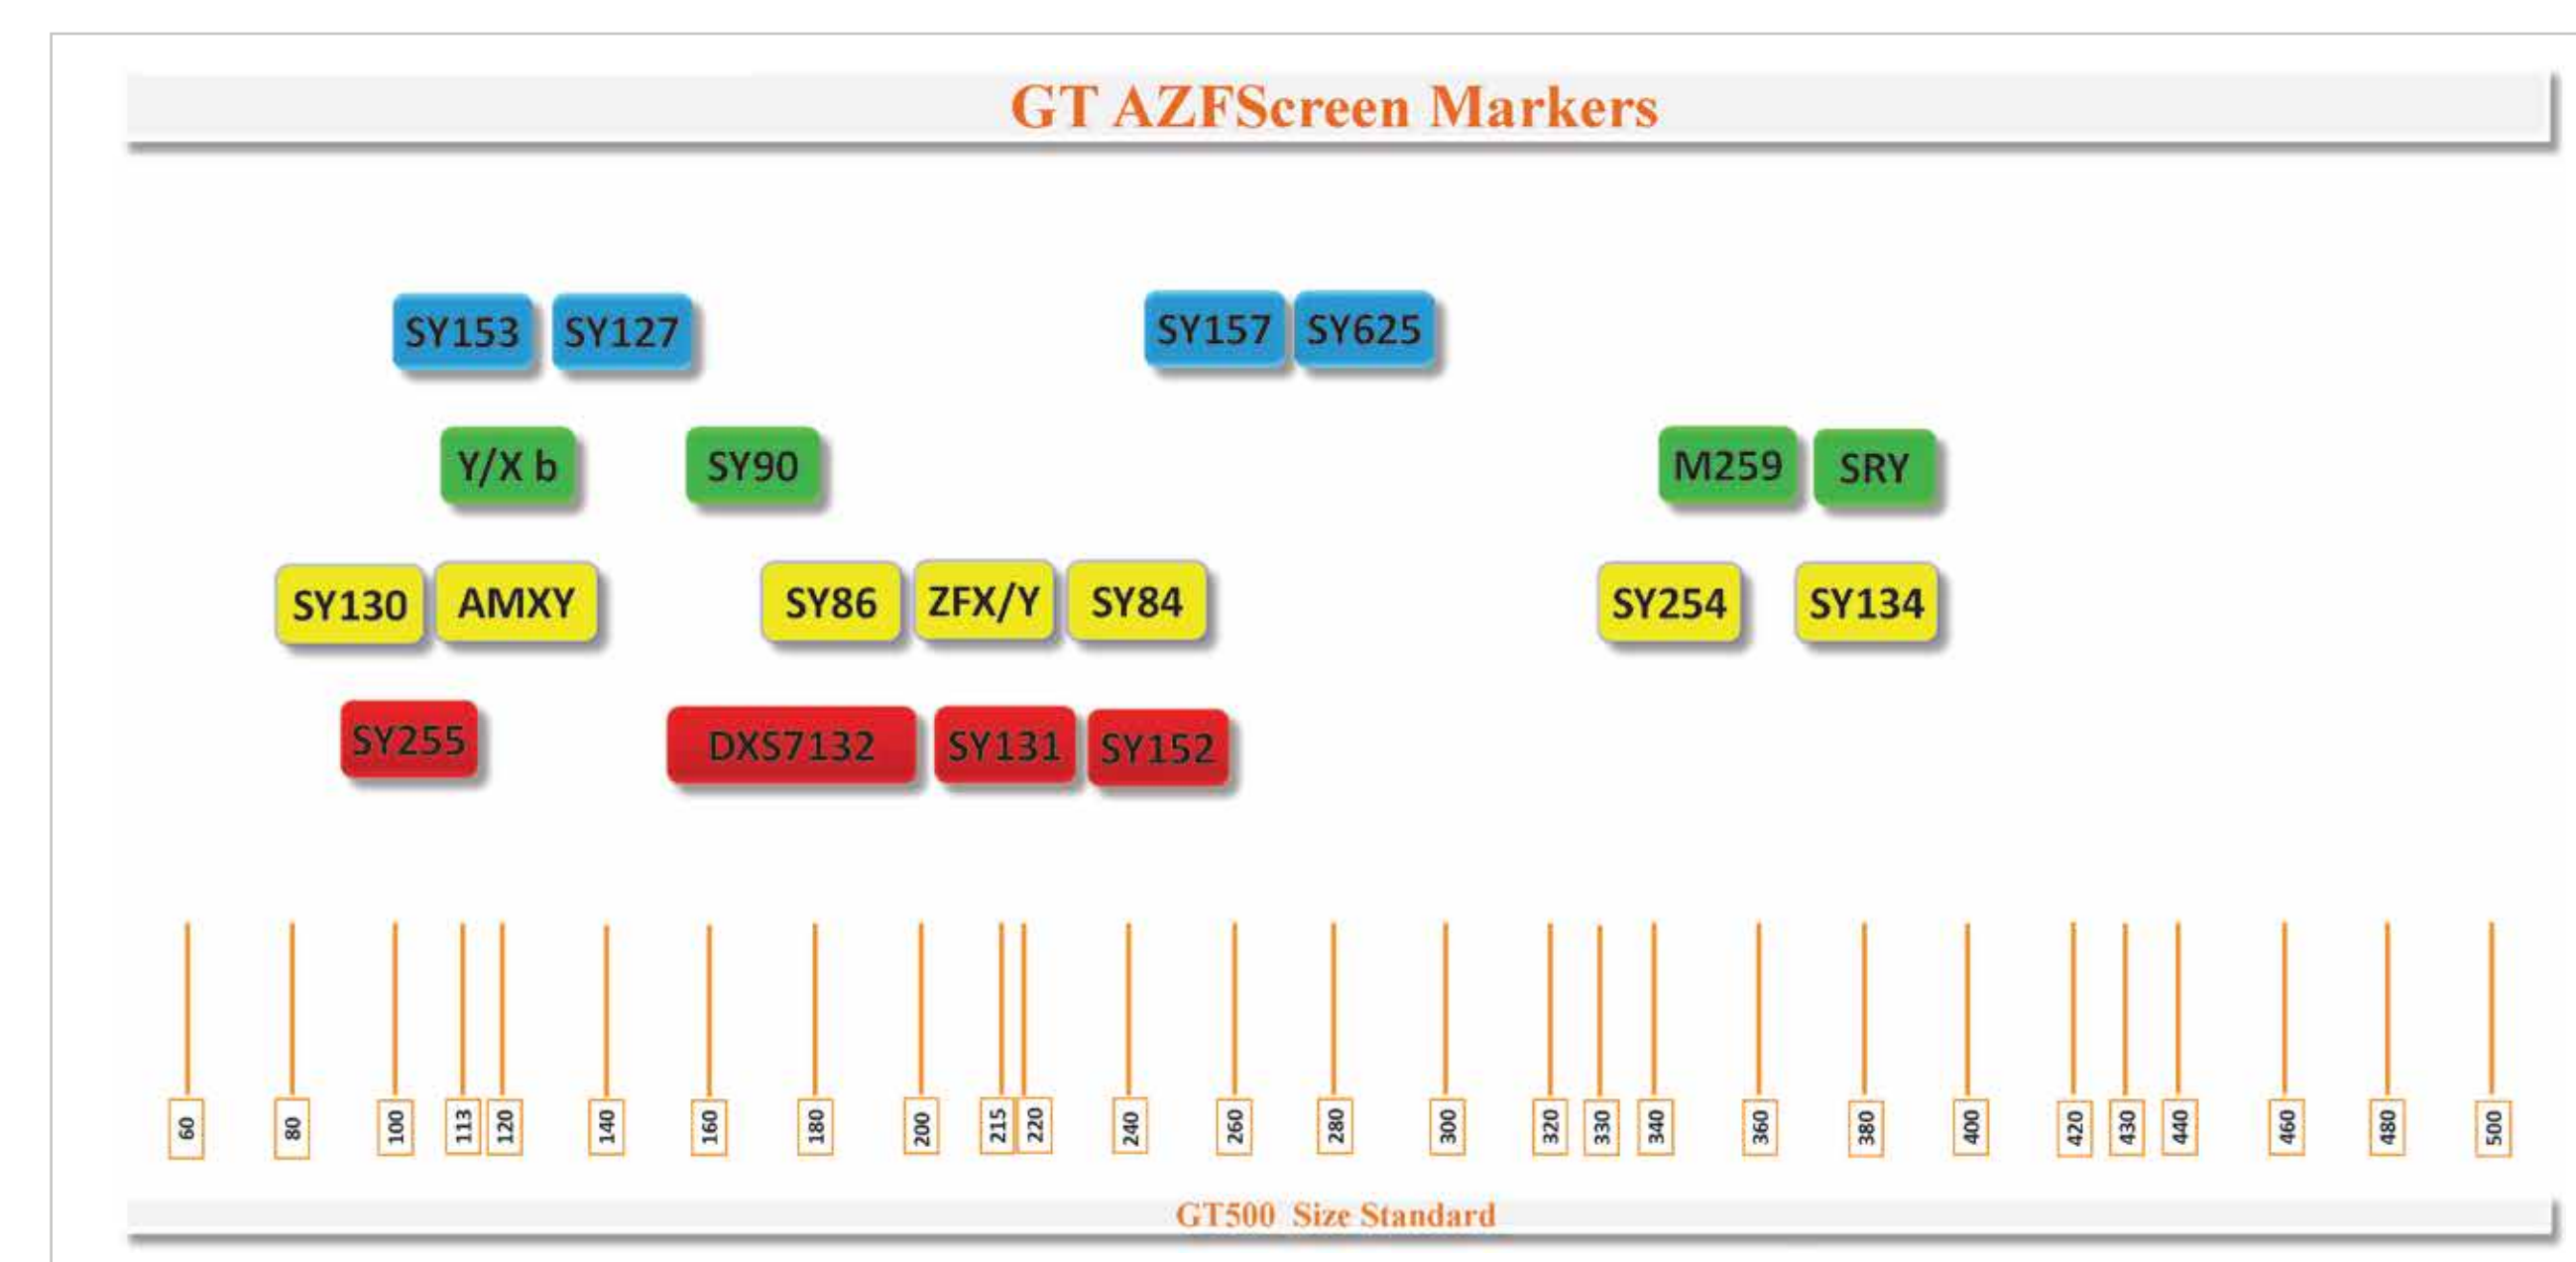 GT AZFScreen Markers
SY153 SY127 SY157 SY625
Y/X b SY90 M259 SRY
SY130 AMXY SY86 ZFX/Y SY84 SY254 SY134
SY255 DXS7132 SY131 SY152
60 80 100 113 120 140 160 180 200 215 220 240 260 280 300 320 330 340 360 380 400 420 430 440 460 480 500
GT500 Size Standard